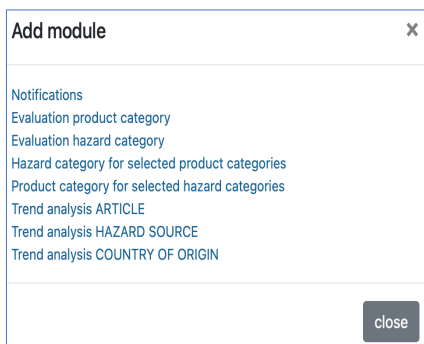 Add module ×
Notifications
Evaluation product category
Evaluation hazard category
Hazard category for selected product categories
Product category for selected hazard categories
Trend analysis ARTICLE
Trend analysis HAZARD SOURCE
Trend analysis COUNTRY OF ORIGIN
close